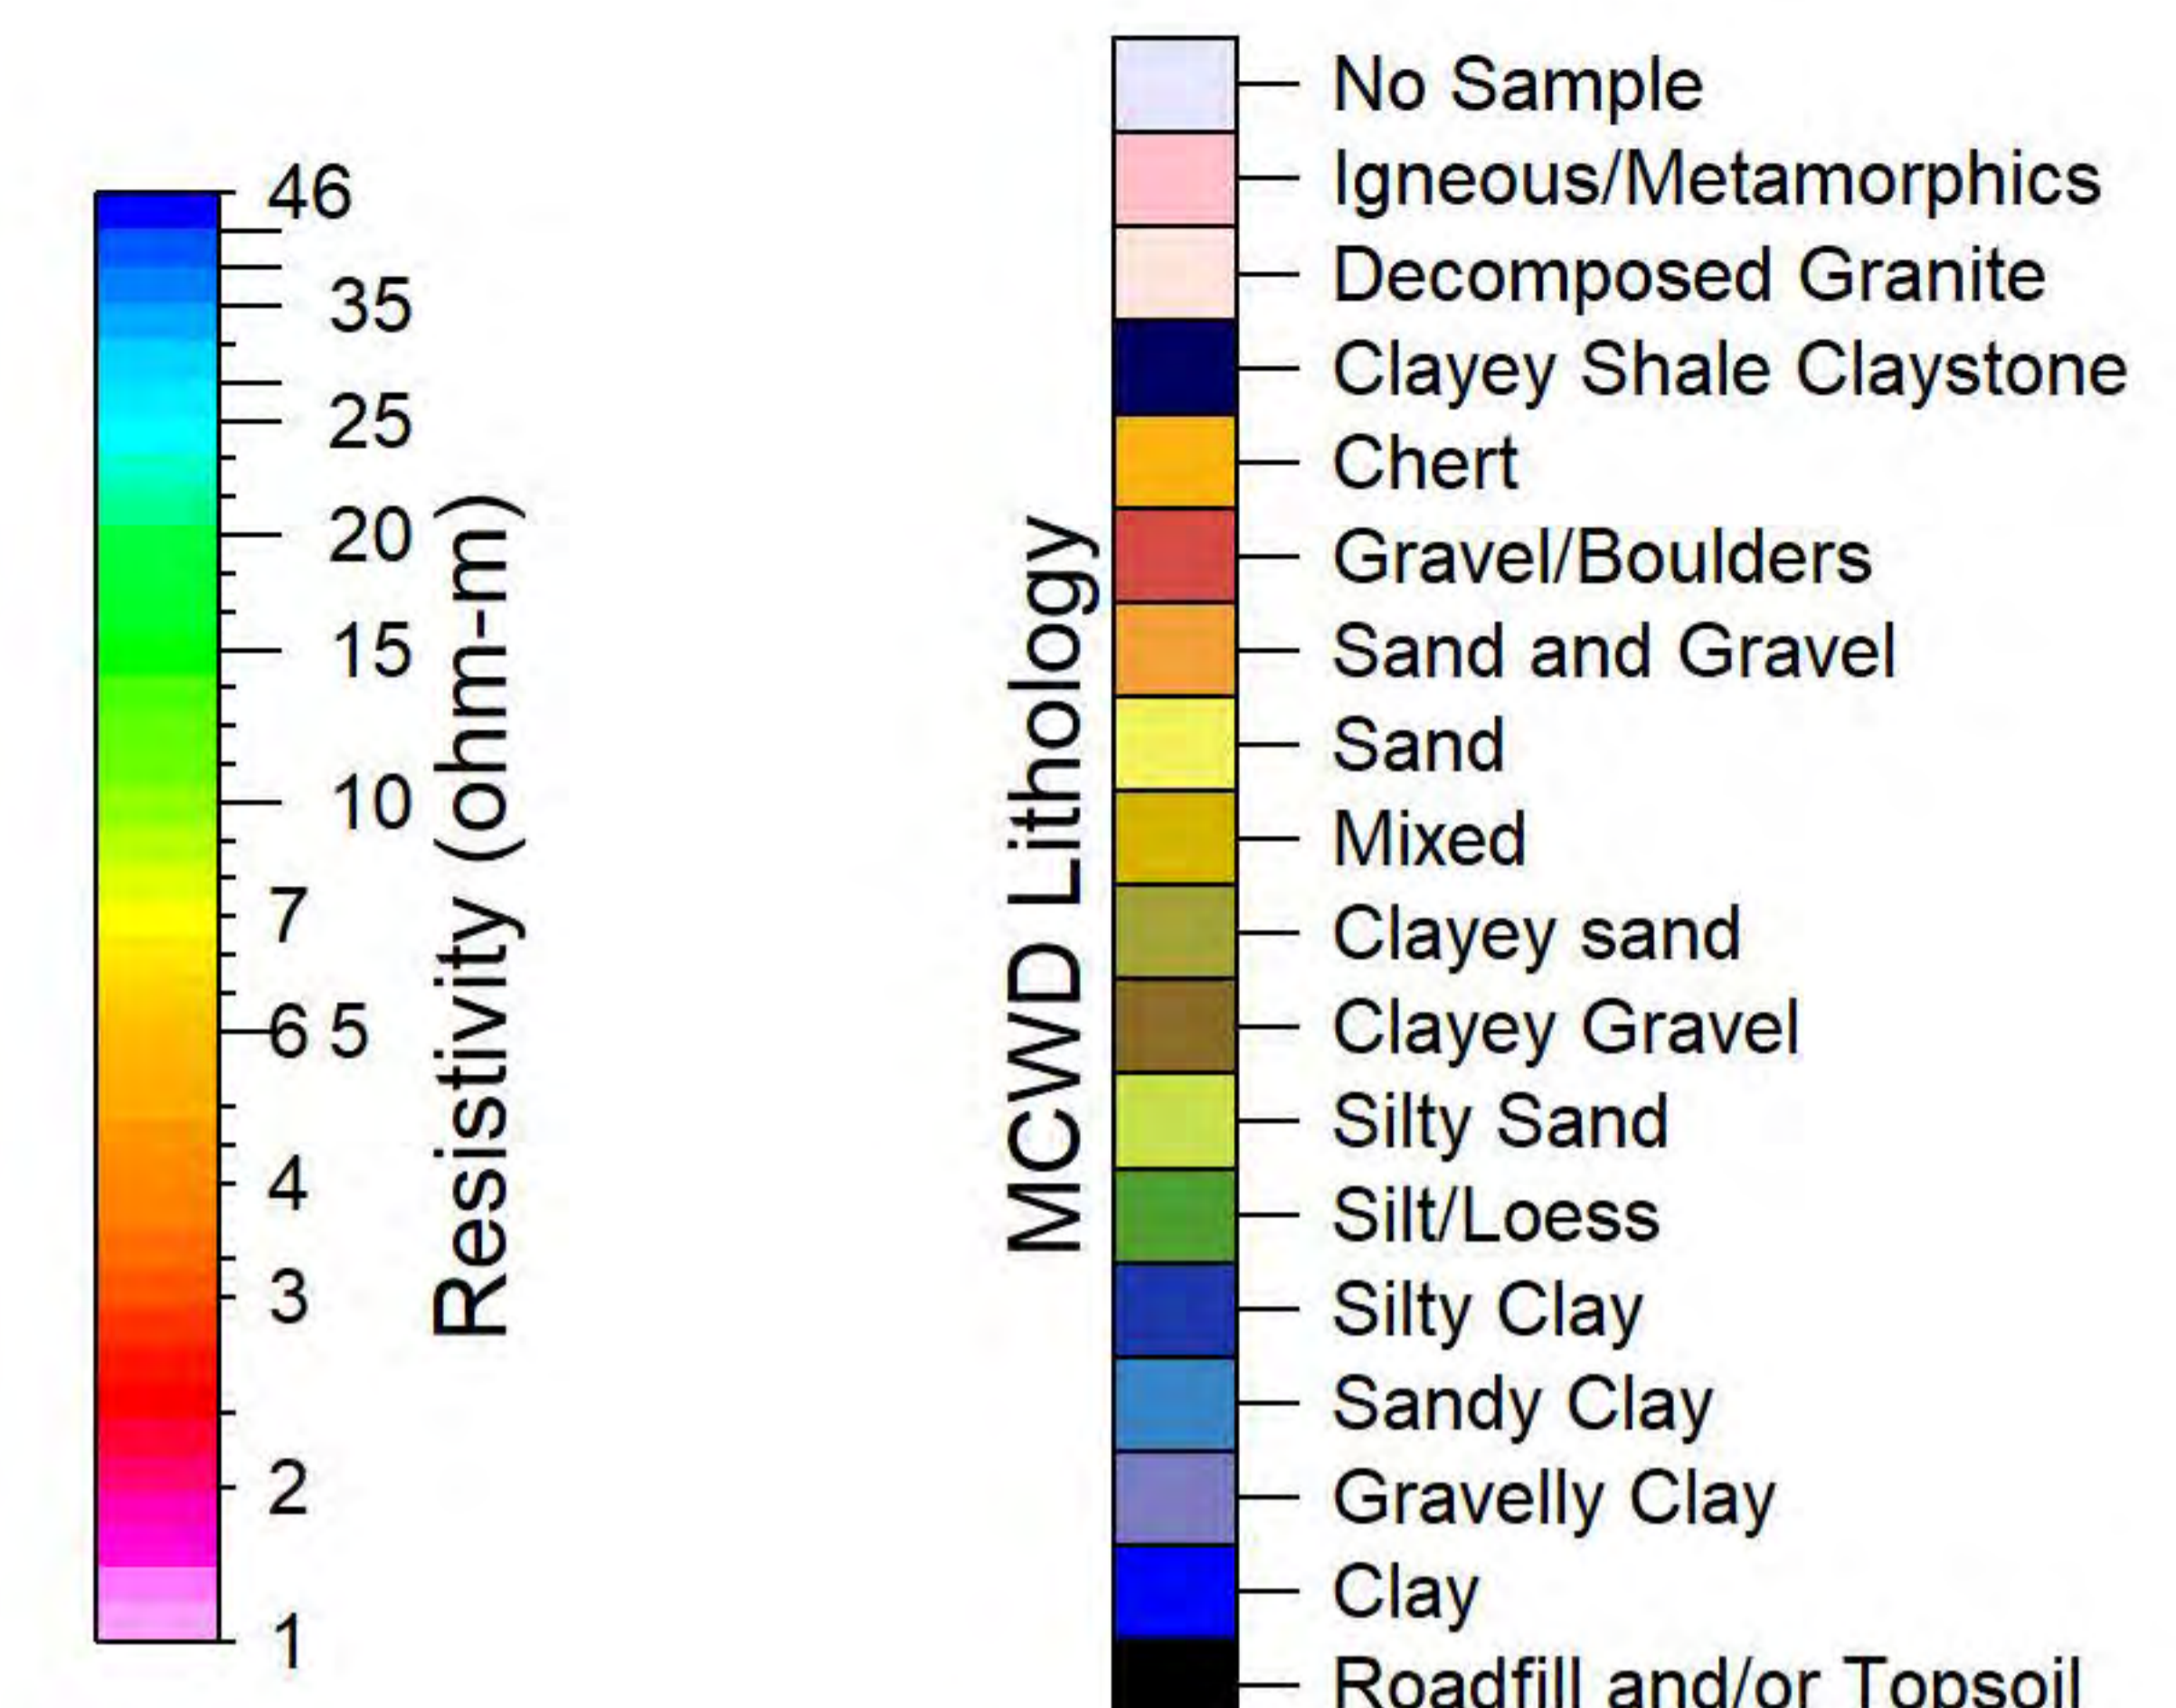 46
35
25
20
15
10
7
6 5
4
3
2
1
Resistivity (ohm-m)
MCWD Lithology
No Sample
Igneous/Metamorphics
Decomposed Granite
Clayey Shale Claystone
Chert
Gravel/Boulders
Sand and Gravel
Sand
Mixed
Clayey sand
Clayey Gravel
Silty Sand
Silt/Loess
Silty Clay
Sandy Clay
Gravelly Clay
Clay
Roadfill and/or Topsoil